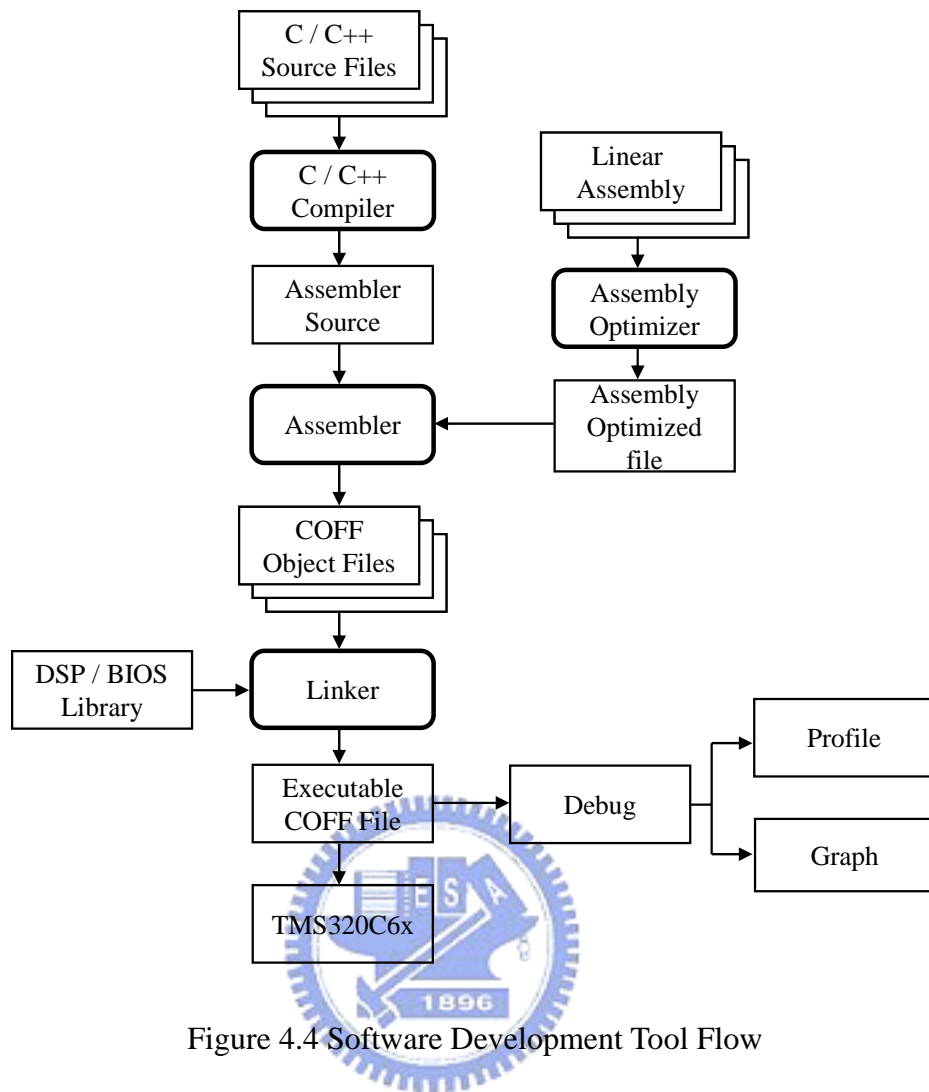 C / C++
Source Files
C / C++
Compiler
Linear
Assembly
Assembler
Source
Assembly
Optimizer
Assembler
Assembly
Optimized
file
COFF
Object Files
DSP / BIOS
Library
Linker
Profile
Executable
COFF File
Debug
Graph
TMS320C6x
E S A
1896
Figure 4.4 Software Development Tool Flow